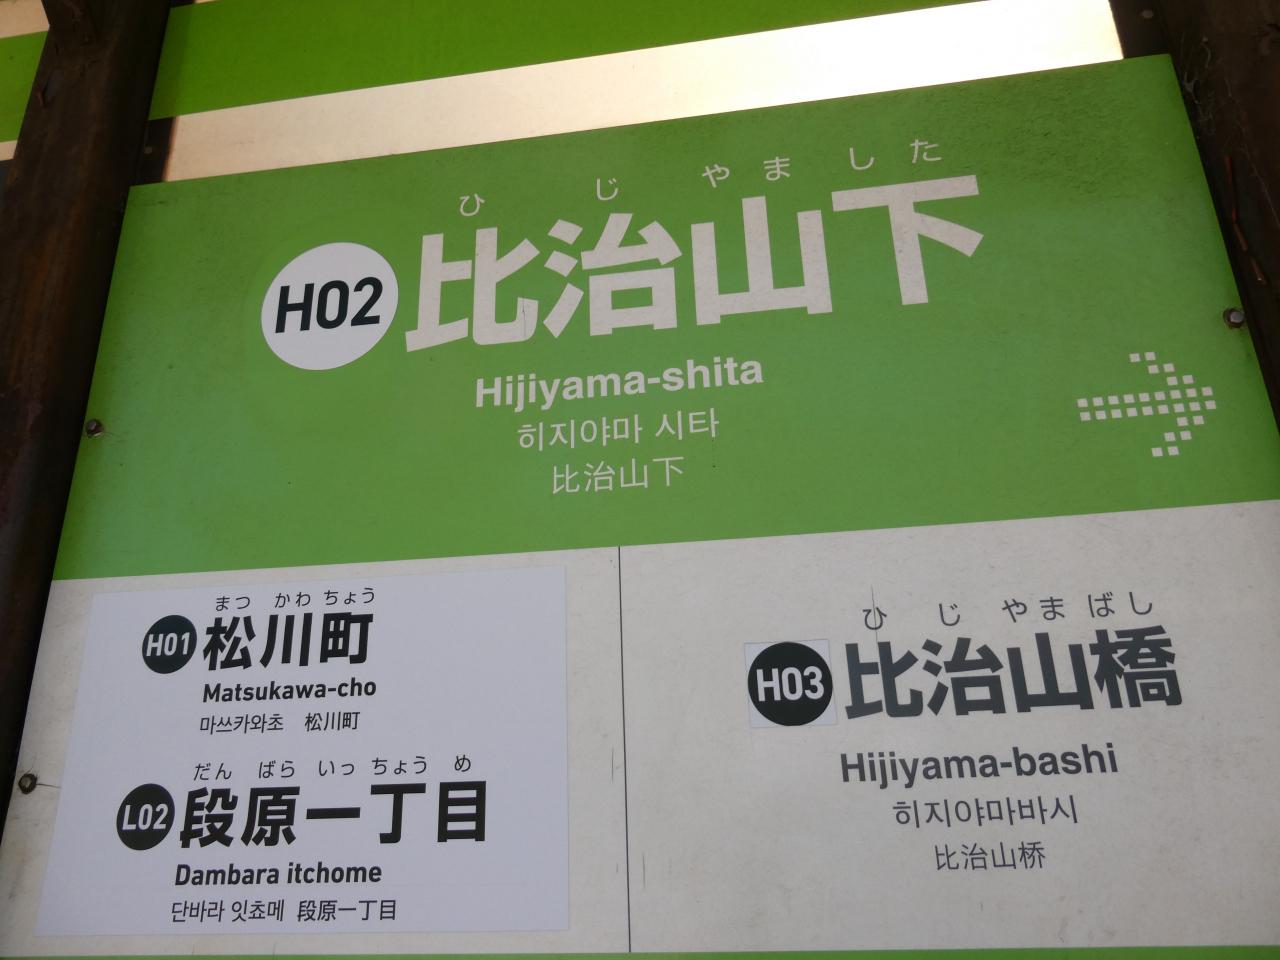 ひ じ やま した
H02 比治山下
Hijiyama-shita
히지야마 시타
比治山下
まつ かわ ちょう
H01 松川町
Matsukawa-cho
마쓰카와초 松川町
だん ばら いっ ちょう め
L02 段原一丁目
Dambara itchome
단바라 잇쵸메 段原一丁目
ひ じ やま ばし
H03 比治山橋
Hijiyama-bashi
히지야마바시
比治山桥